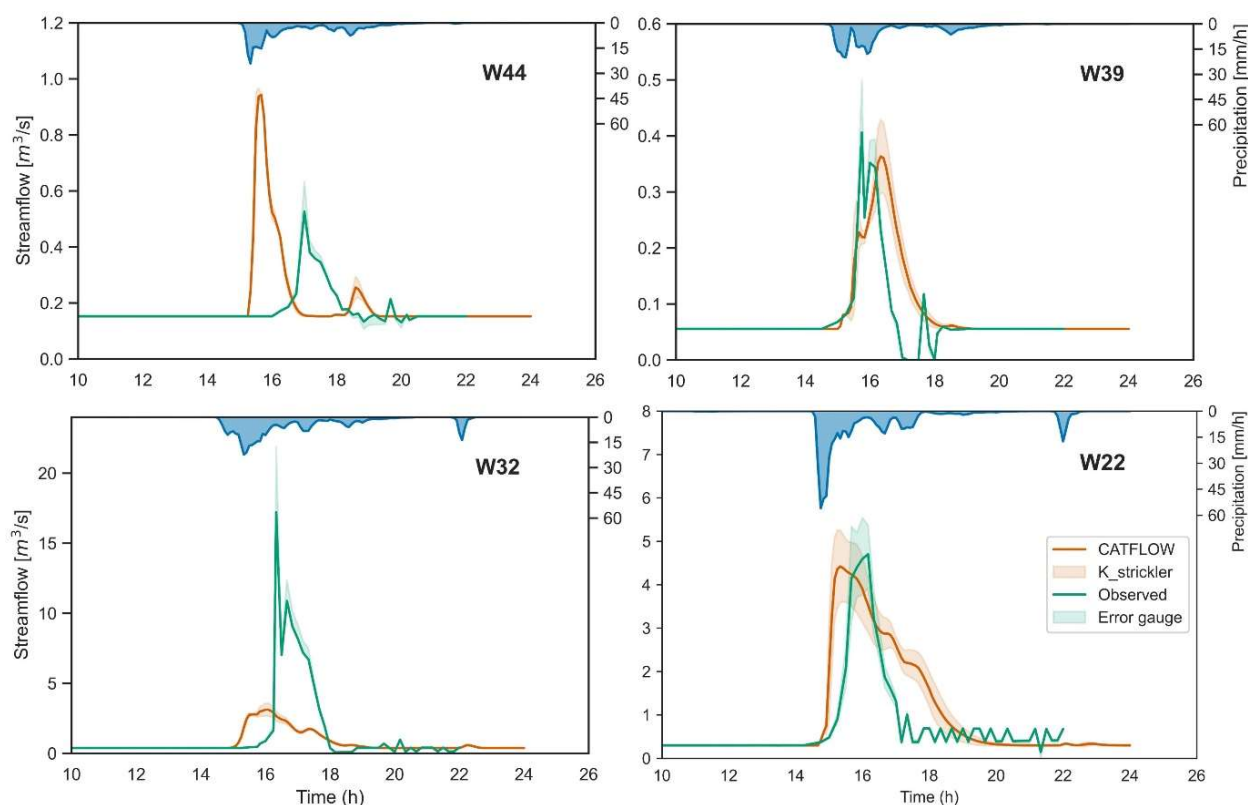 W44
Streamflow [m³/s]
1.2
1.0
0.8
0.6
0.4
0.2
0.0
10 12 14 16 18 20 22 24 26
0
15
30
45
60
W39
0.6
0.5
0.4
0.3
0.2
0.1
0.0
10 12 14 16 18 20 22 24 26
0
15
30
45
60
Precipitation [mm/h]
W32
Streamflow [m³/s]
20
15
10
5
0
10 12 14 16 18 20 22 24 26
Time (h)
0
15
30
45
60
W22
8
7
6
5
4
3
2
1
0
10 12 14 16 18 20 22 24 26
Time (h)
0
15
30
45
60
Precipitation [mm/h]
CATFLOW
K_strickler
Observed
Error gauge